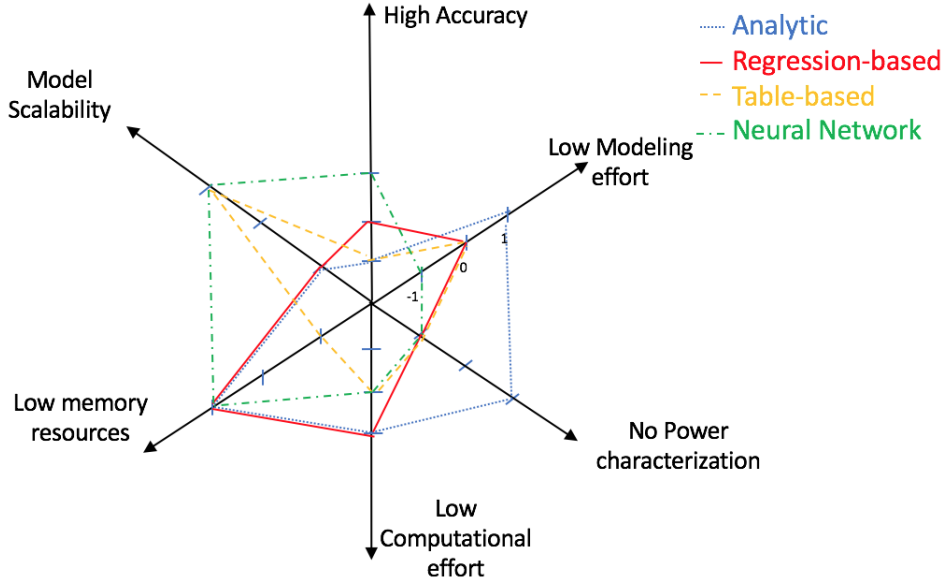 High Accuracy
Analytic
Regression-based
Table-based
Neural Network
Model
Scalability
Low Modeling
effort
1
0
-1
Low memory
resources
No Power
characterization
Low
Computational
effort